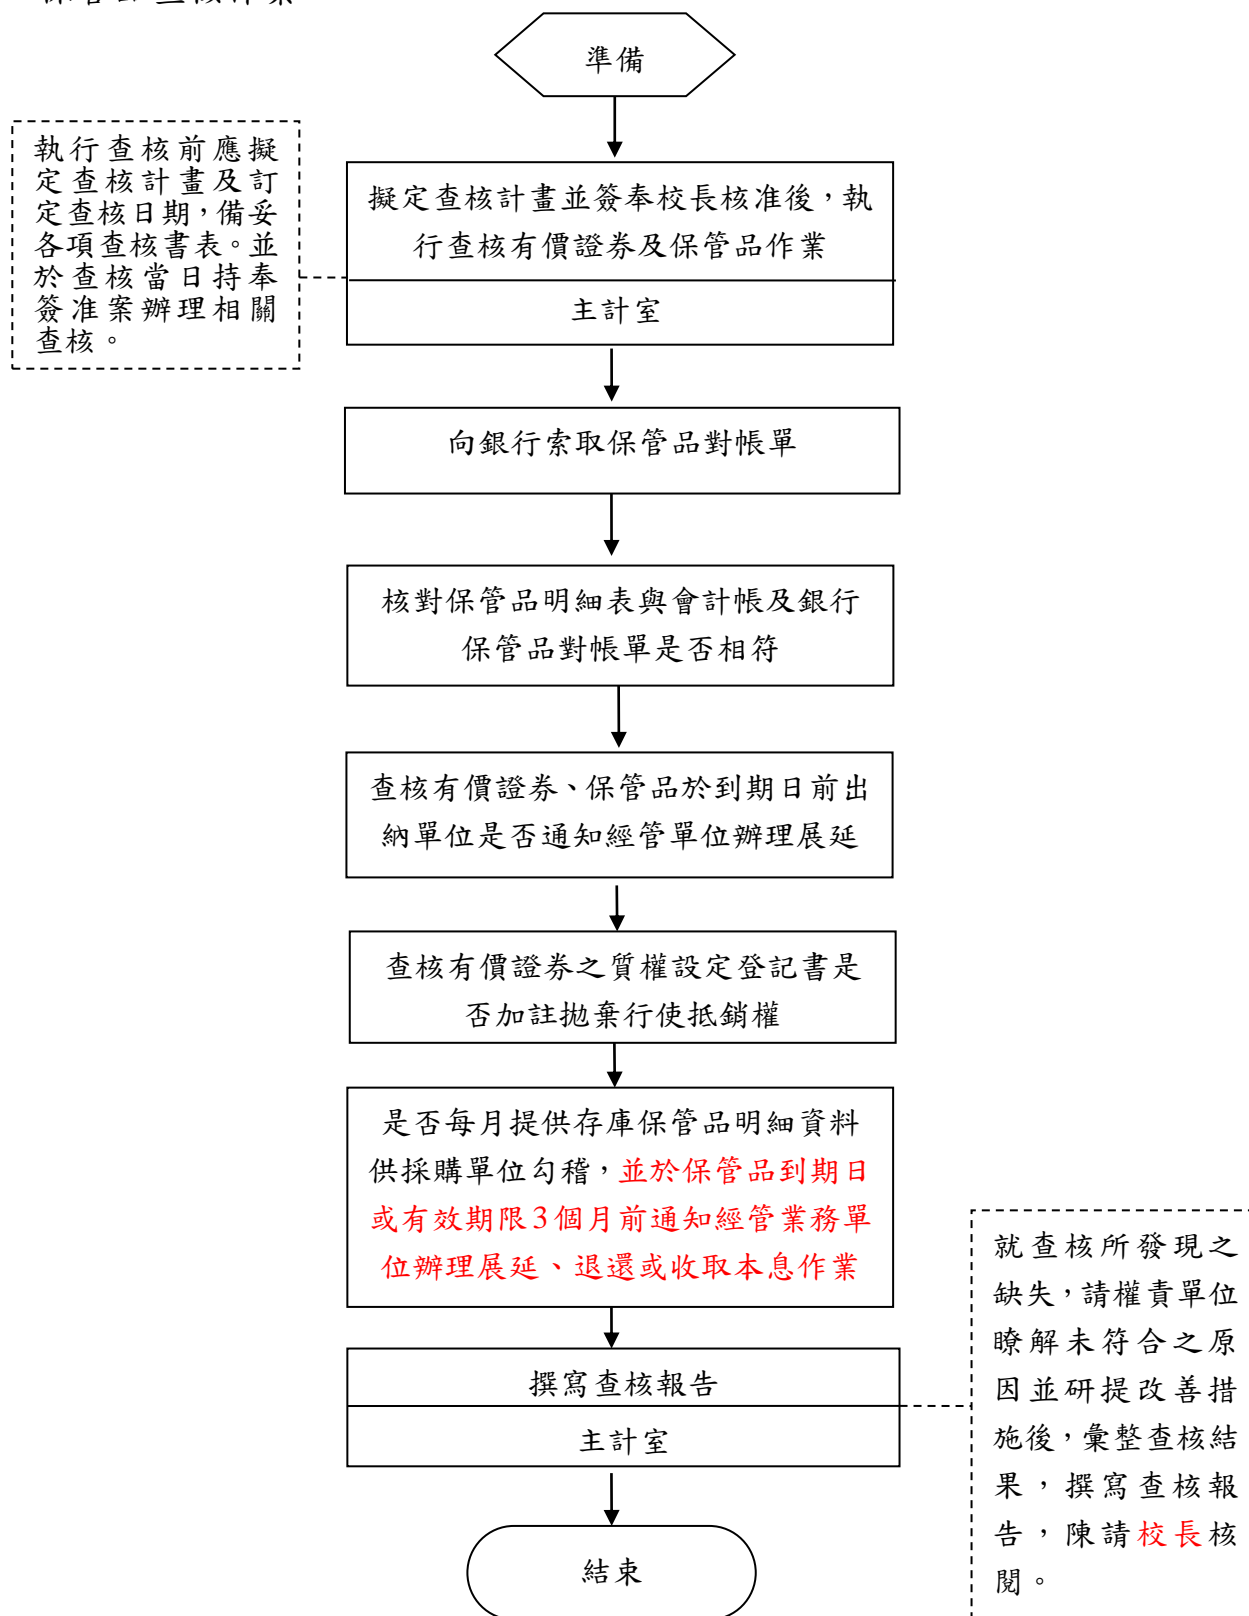 準備
執行查核前應擬
定查核計畫及訂
定查核日期，備妥
各項查核書表。並
於查核當日持奉
簽准案辦理相關
查核。
擬定查核計畫並簽奉校長核准後，執
行查核有價證券及保管品作業
主計室
向銀行索取保管品對帳單
核對保管品明細表與會計帳及銀行
保管品對帳單是否相符
查核有價證券、保管品於到期日前出
納單位是否通知經管單位辦理展延
查核有價證券之質權設定登記書是
否加註拋棄行使抵銷權
是否每月提供存庫保管品明細資料
供採購單位勾稽，並於保管品到期日
或有效期限3個月前通知經管業務單
位辦理展延、退還或收取本息作業
撰寫查核報告
主計室
就查核所發現之
缺失，請權責單位
瞭解未符合之原
因並研提改善措
施後，彙整查核結
果，撰寫查核報
告，陳請校長核
閱。
結束